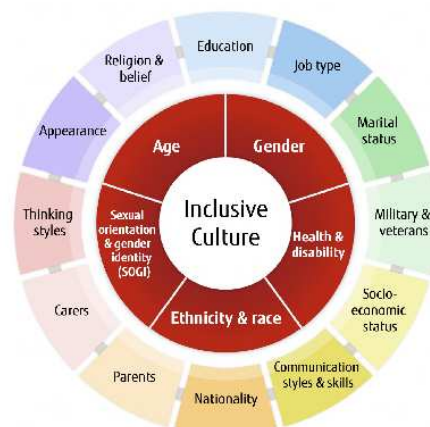 Education
Job type
Marital
status
Military &
veterans
Socio-
economic
status
Communication
styles & skills
Nationality
Parents
Carers
Thinking
styles
Appearance
Religion &
belief
Age
Gender
Health &
disability
Ethnicity & race
Sexual
orientation
& gender
identity
(SOGI)
Inclusive
Culture